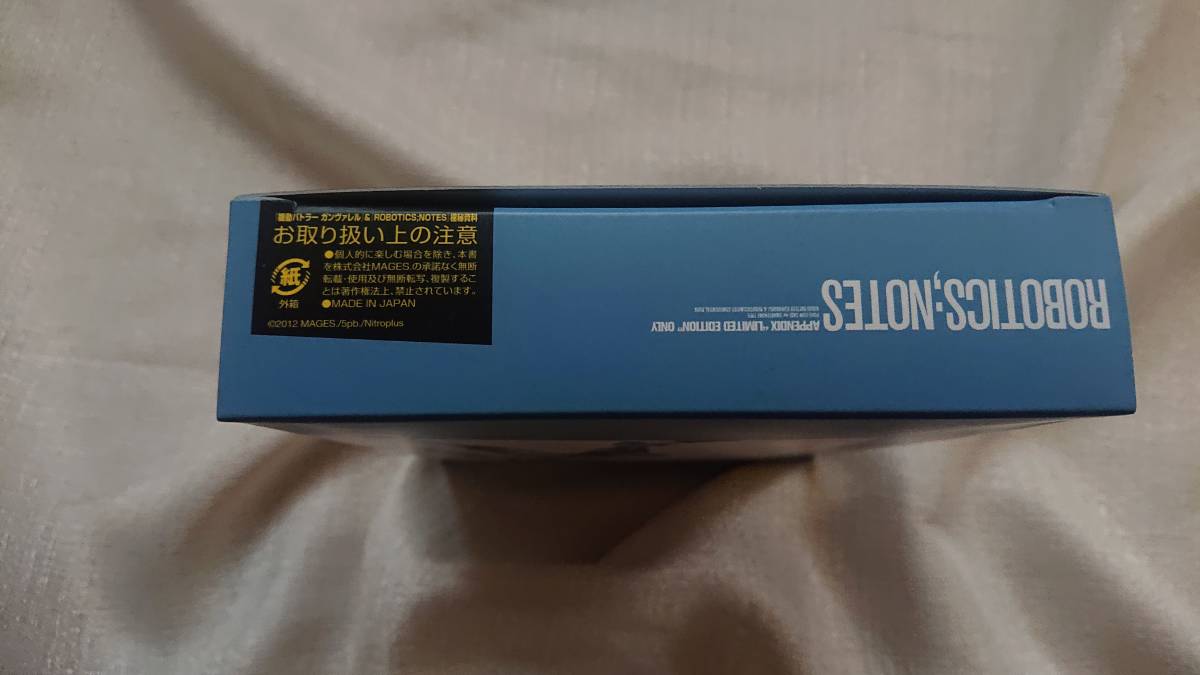 「機動バトラー ガンヴァレル & ROBOTICS;NOTES」極秘資料
お取り扱い上の注意
●個人的に楽しむ場合を除き、本書
を株式会社MAGES.の承諾なく無断
転載・使用及び無断転写、複製するこ
とは著作権法上、禁止されています。
●MADE IN JAPAN
紙
外箱
©2012 MAGES./5pb./Nitroplus
ROBOTICS;NOTES
APPENDIX "LIMITED EDITION" ONLY